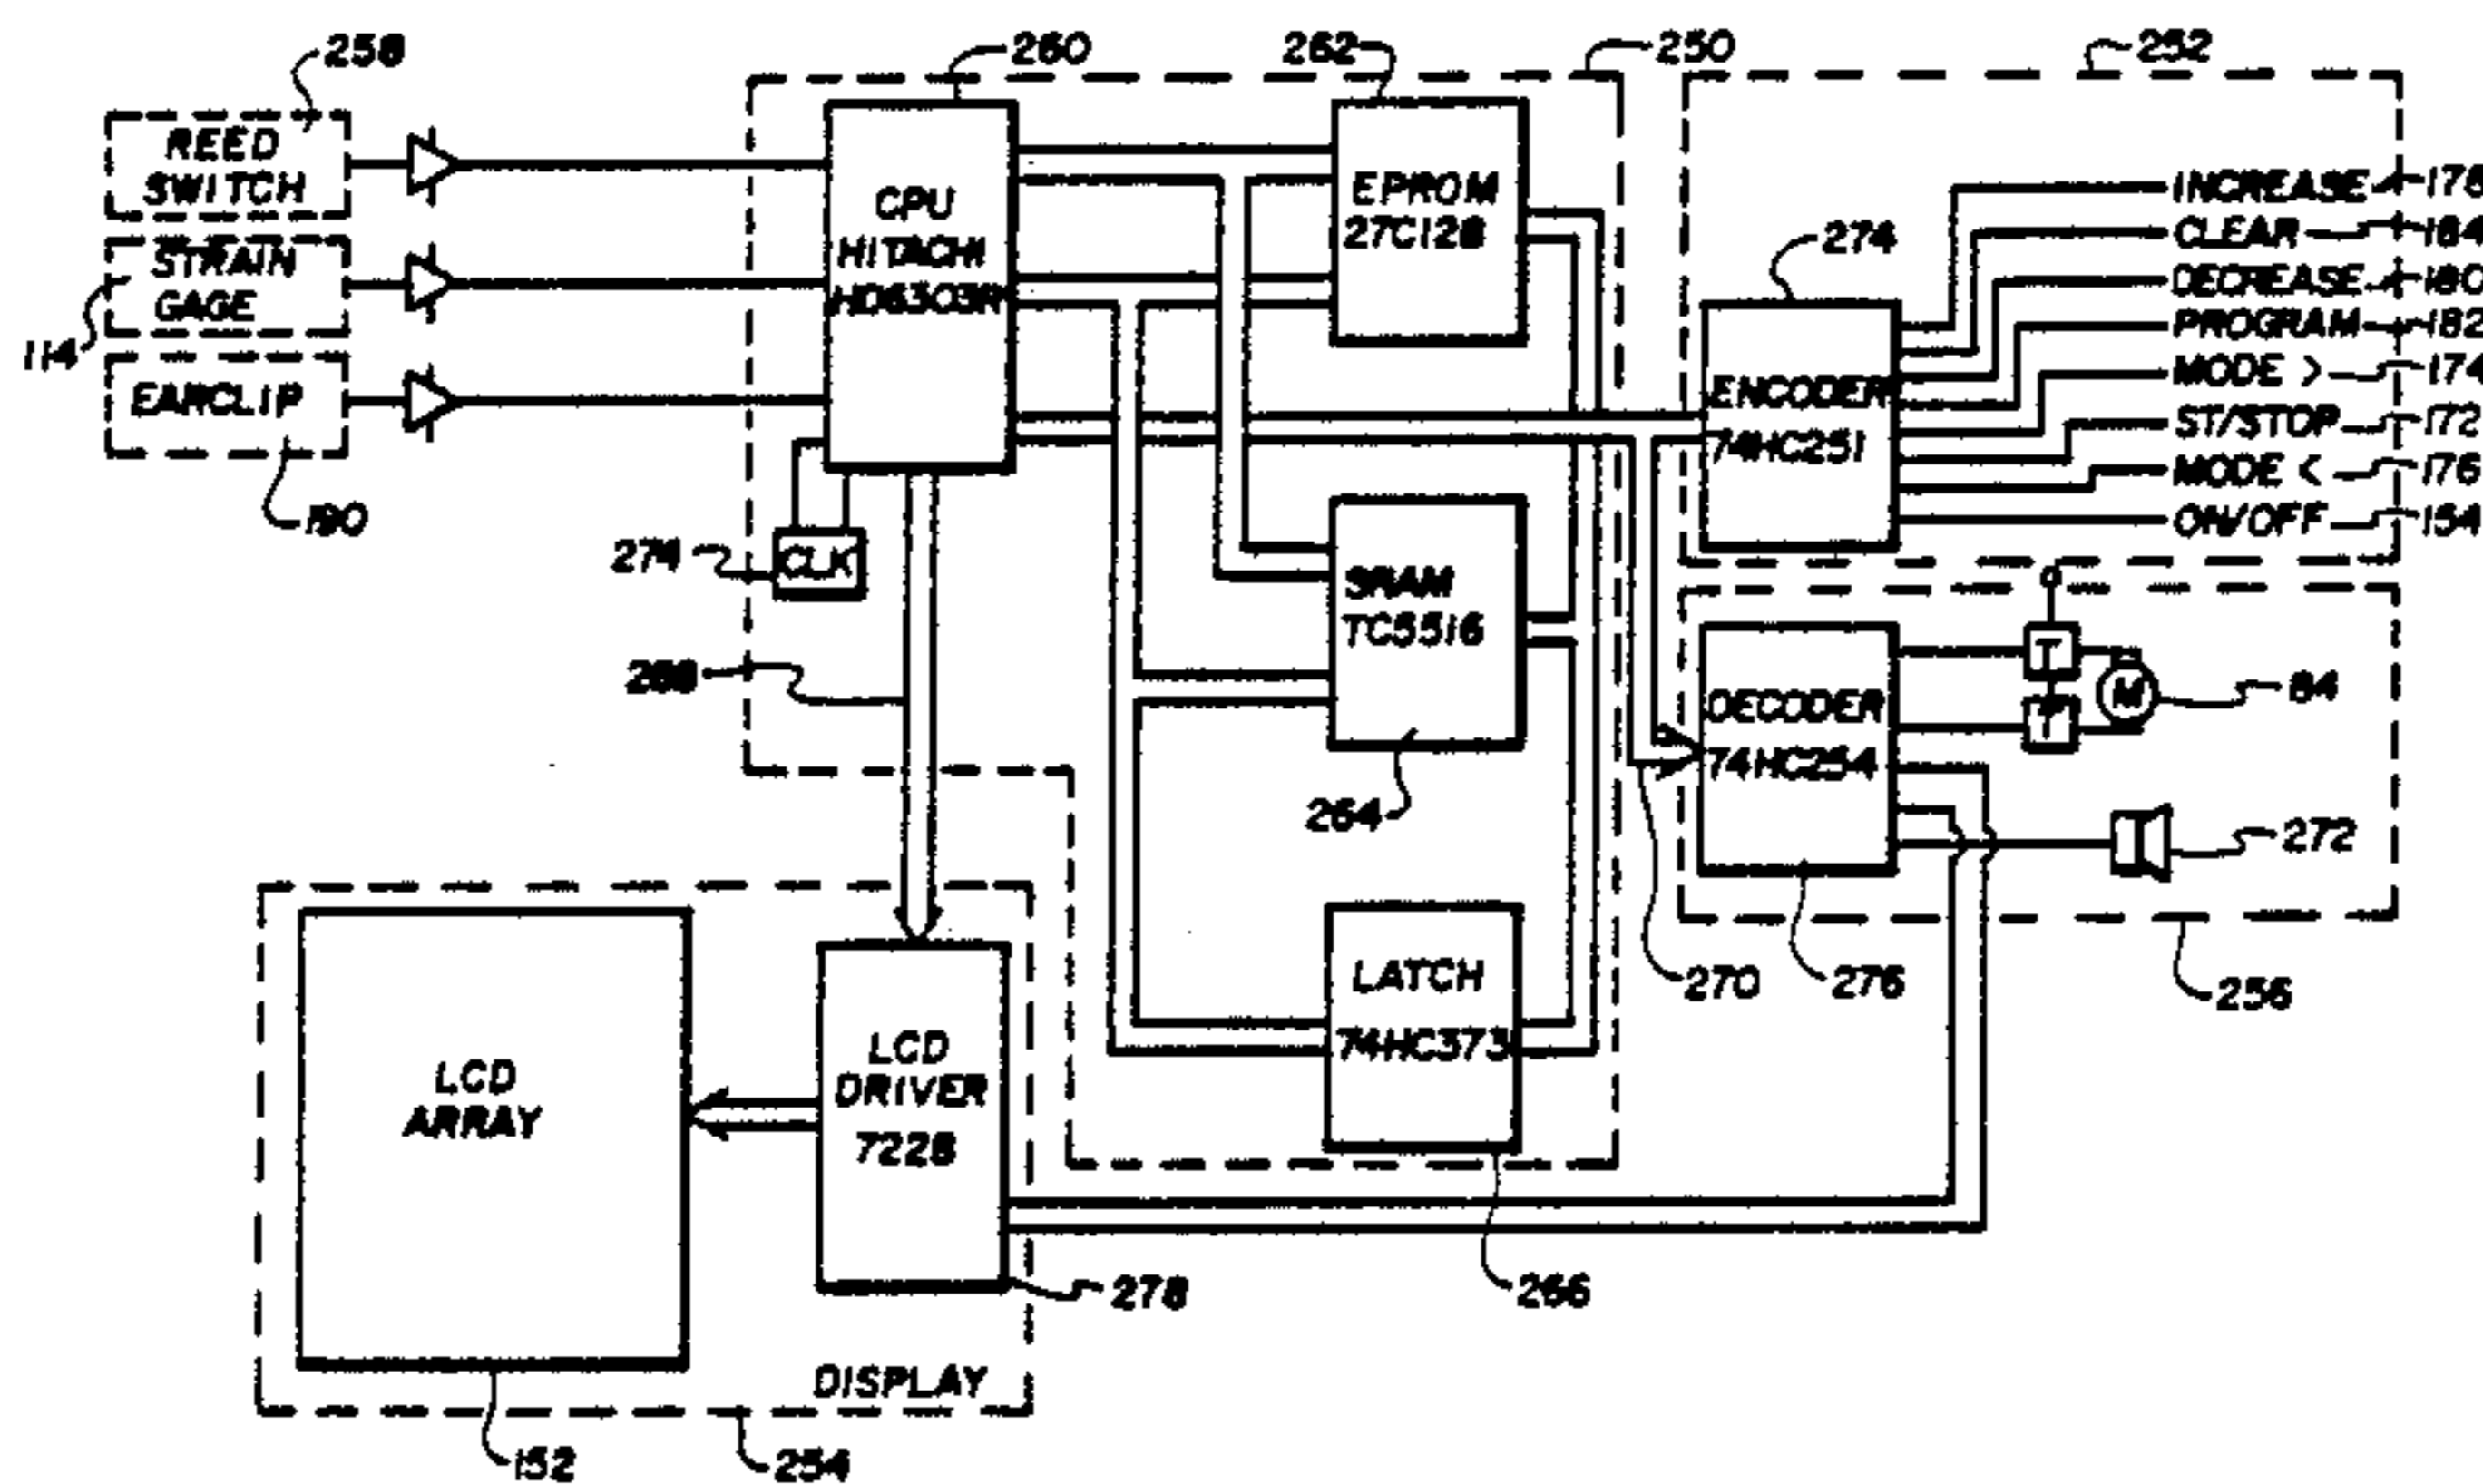 258
260
262
250
252
REED
SWITCH
STRAIN
GAGE
114
EARCLIP
190
CPU
HITACHI
HD6303R
EPROM
27C128
274
ENCODER
74HC251
INCREASE 178
CLEAR 184
DECREASE 180
PROGRAM 182
MODE > 174
ST/STOP 172
MODE < 176
ON/OFF 154
274
CLK
SRAM
TC5516
264
DECODER
74HC254
T
T
M
84
272
270
276
256
LATCH
74HC373
266
LCD
ARRAY
LCD
DRIVER
7228
278
DISPLAY
152
254